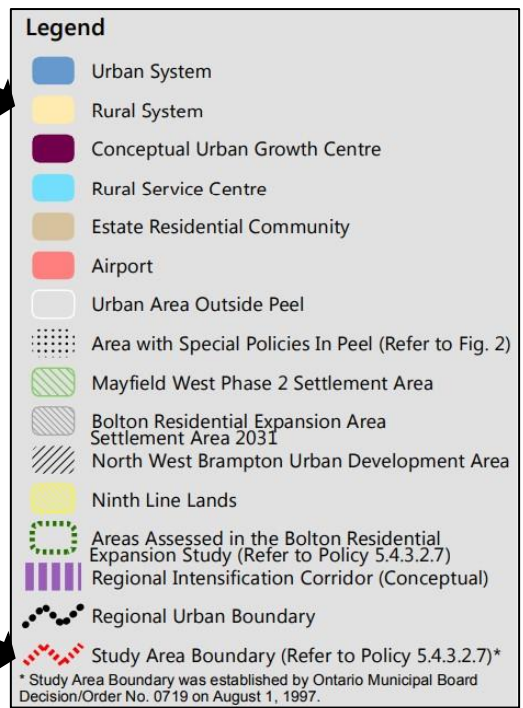 Legend
Urban System
Rural System
Conceptual Urban Growth Centre
Rural Service Centre
Estate Residential Community
Airport
Urban Area Outside Peel
Area with Special Policies In Peel (Refer to Fig. 2)
Mayfield West Phase 2 Settlement Area
Bolton Residential Expansion Area
Settlement Area 2031
North West Brampton Urban Development Area
Ninth Line Lands
Areas Assessed in the Bolton Residential
Expansion Study (Refer to Policy 5.4.3.2.7)
Regional Intensification Corridor (Conceptual)
Regional Urban Boundary
Study Area Boundary (Refer to Policy 5.4.3.2.7)*
* Study Area Boundary was established by Ontario Municipal Board
Decision/Order No. 0719 on August 1, 1997.